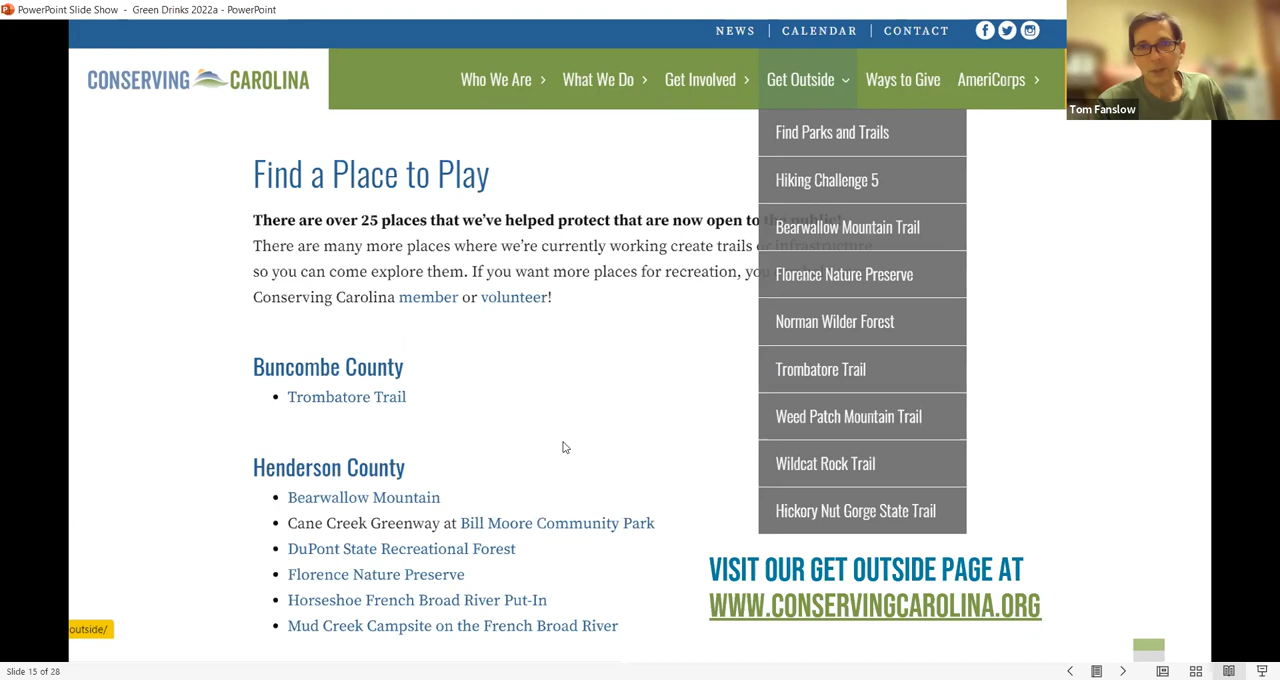 PowerPoint Slide Show - Green Drinks 2022a - PowerPoint
NEWS | CALENDAR | CONTACT
CONSERVING CAROLINA
Who We Are > What We Do > Get Involved > Get Outside Ways to Give AmeriCorps >
Tom Fanslow
Find Parks and Trails
Hiking Challenge 5
Bearwallow Mountain Trail
Florence Nature Preserve
Norman Wilder Forest
Trombatore Trail
Weed Patch Mountain Trail
Wildcat Rock Trail
Hickory Nut Gorge State Trail
Find a Place to Play
There are over 25 places that we've helped protect that are now open to the public!
There are many more places where we're currently working create trails or infrastructure
so you can come explore them. If you want more places for recreation, you
Conserving Carolina member or volunteer!
Buncombe County
• Trombatore Trail
Henderson County
• Bearwallow Mountain
• Cane Creek Greenway at Bill Moore Community Park
• DuPont State Recreational Forest
• Florence Nature Preserve
• Horseshoe French Broad River Put-In
• Mud Creek Campsite on the French Broad River
VISIT OUR GET OUTSIDE PAGE AT
WWW.CONSERVINGCAROLINA.ORG
outside/
Slide 15 of 28